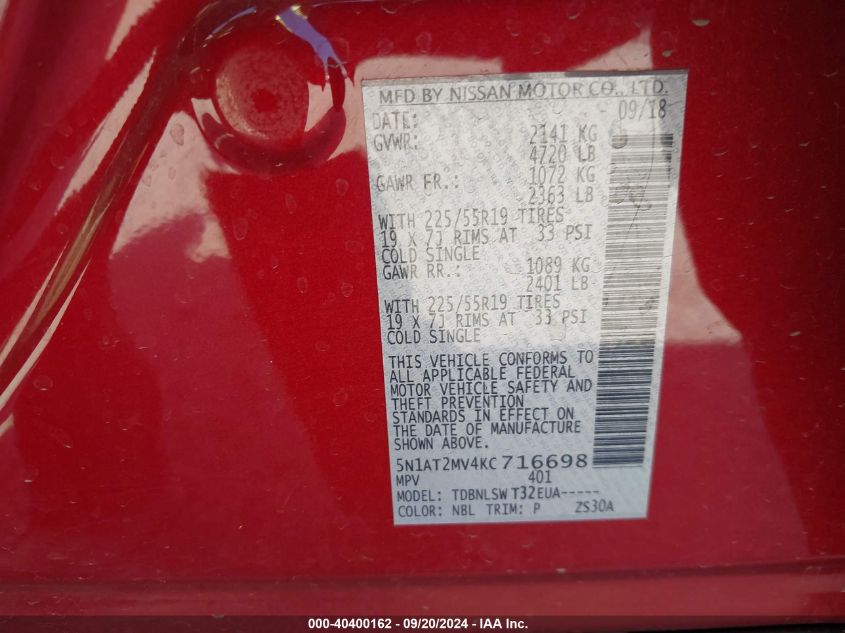 MFD BY NISSAN MOTOR CO., LTD.
DATE: 09/18
GVWR: 2141 KG
4720 LB
GAWR FR.: 1072 KG
2363 LB
WITH 225/55R19 TIRES
19 X 7J RIMS AT 33 PSI
COLD SINGLE
GAWR RR.: 1089 KG
2401 LB
WITH 225/55R19 TIRES
19 X 7J RIMS AT 33 PSI
COLD SINGLE
THIS VEHICLE CONFORMS TO
ALL APPLICABLE FEDERAL
MOTOR VEHICLE SAFETY AND
THEFT PREVENTION
STANDARDS IN EFFECT ON
THE DATE OF MANUFACTURE
SHOWN ABOVE.
5N1AT2MV4KC716698
MPV 401
MODEL: TDBNLSW T32EUA-----
COLOR: NBL TRIM: P ZS30A
000-40400162 - 09/20/2024 - IAA Inc.